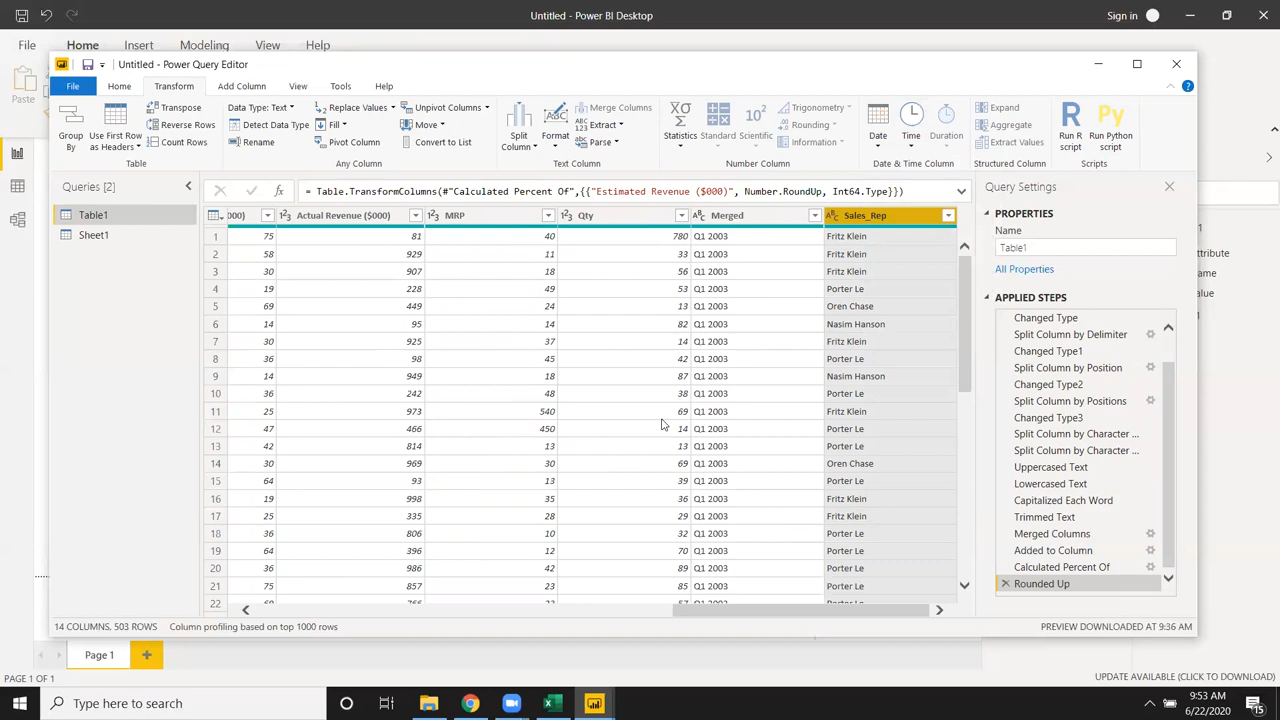 Untitled - Power BI Desktop
Sign in
File
Home
Insert
Modeling
View
Help
Paste
Untitled - Power Query Editor
File
Home
Transform
Add Column
View
Tools
Help
Group By
Use First Row as Headers
Transpose
Reverse Rows
Count Rows
Table
Data Type: Text
Detect Data Type
Rename
Replace Values
Fill
Pivot Column
Unpivot Columns
Move
Convert to List
Any Column
Split Column
Format
Merge Columns
Extract
Parse
Text Column
Statistics
Standard
Scientific
Trigonometry
Rounding
Information
Number Column
Date
Time
Duration
Date & Time Column
Expand
Aggregate
Extract Values
Structured Column
Run R script
Run Python script
Scripts
Queries [2]
Table1
Sheet1
= Table.TransformColumns(#"Calculated Percent Of",{{"Estimated Revenue ($000)", Number.RoundUp, Int64.Type}})
000) Actual Revenue ($000) MRP Qty Merged Sales_Rep
1 75 81 40 780 Q1 2003 Fritz Klein
2 58 929 11 33 Q1 2003 Fritz Klein
3 30 907 18 56 Q1 2003 Fritz Klein
4 19 228 49 53 Q1 2003 Porter Le
5 69 449 24 13 Q1 2003 Oren Chase
6 14 95 14 82 Q1 2003 Nasim Hanson
7 30 925 37 14 Q1 2003 Fritz Klein
8 36 98 45 42 Q1 2003 Porter Le
9 14 949 18 87 Q1 2003 Nasim Hanson
10 36 242 48 38 Q1 2003 Porter Le
11 25 973 540 69 Q1 2003 Fritz Klein
12 47 466 450 14 Q1 2003 Porter Le
13 42 814 13 13 Q1 2003 Porter Le
14 30 969 30 69 Q1 2003 Oren Chase
15 64 93 13 39 Q1 2003 Porter Le
16 19 998 35 36 Q1 2003 Fritz Klein
17 25 335 28 29 Q1 2003 Fritz Klein
18 36 806 10 32 Q1 2003 Porter Le
19 64 396 12 70 Q1 2003 Porter Le
20 36 986 42 89 Q1 2003 Porter Le
21 75 857 23 85 Q1 2003 Porter Le
22 Q1 2003 Porter Le
Query Settings
PROPERTIES
Name
Table1
All Properties
APPLIED STEPS
Changed Type
Split Column by Delimiter
Changed Type1
Split Column by Position
Changed Type2
Split Column by Positions
Changed Type3
Split Column by Character ...
Split Column by Character ...
Uppercased Text
Lowercased Text
Capitalized Each Word
Trimmed Text
Merged Columns
Added to Column
Calculated Percent Of
Rounded Up
1
ttribute
ame
alue
14 COLUMNS, 503 ROWS
Column profiling based on top 1000 rows
PREVIEW DOWNLOADED AT 9:36 AM
Page 1
PAGE 1 OF 1
UPDATE AVAILABLE (CLICK TO DOWNLOAD)
Type here to search
9:53 AM
6/22/2020
15